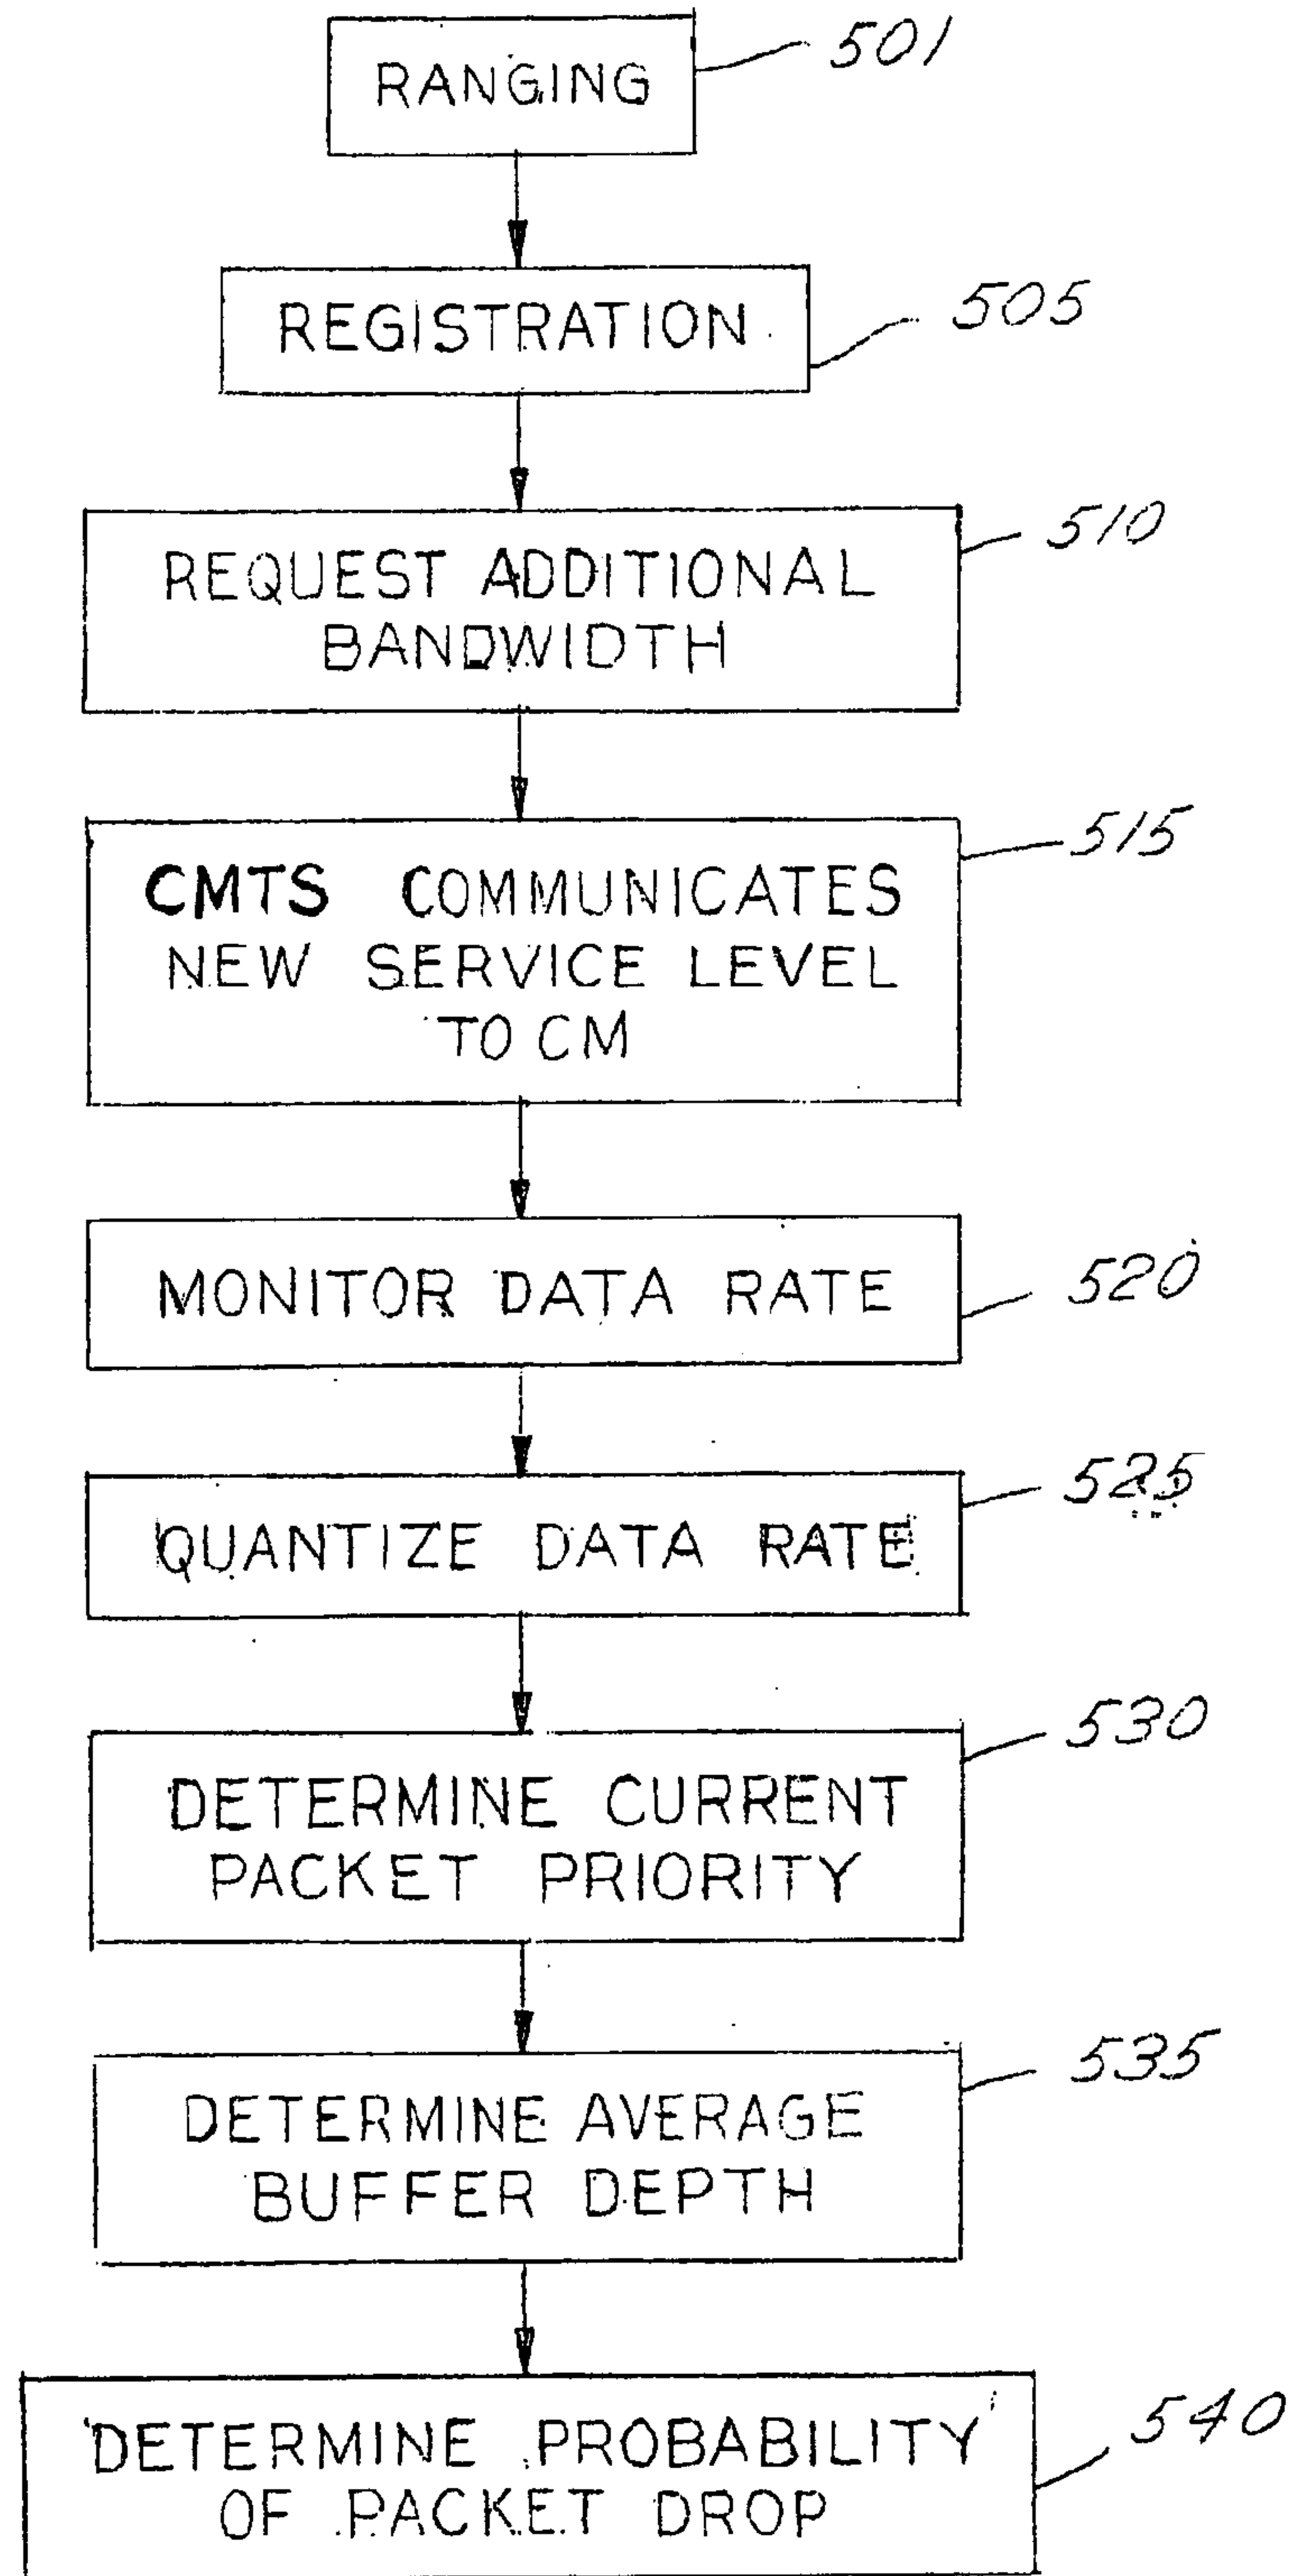 RANGING
501
REGISTRATION
505
REQUEST ADDITIONAL
BANDWIDTH
510
CMTS COMMUNICATES
NEW SERVICE LEVEL
TO CM
515
MONITOR DATA RATE
520
QUANTIZE DATA RATE
525
DETERMINE CURRENT
PACKET PRIORITY
530
DETERMINE AVERAGE
BUFFER DEPTH
535
DETERMINE PROBABILITY
OF PACKET DROP
540